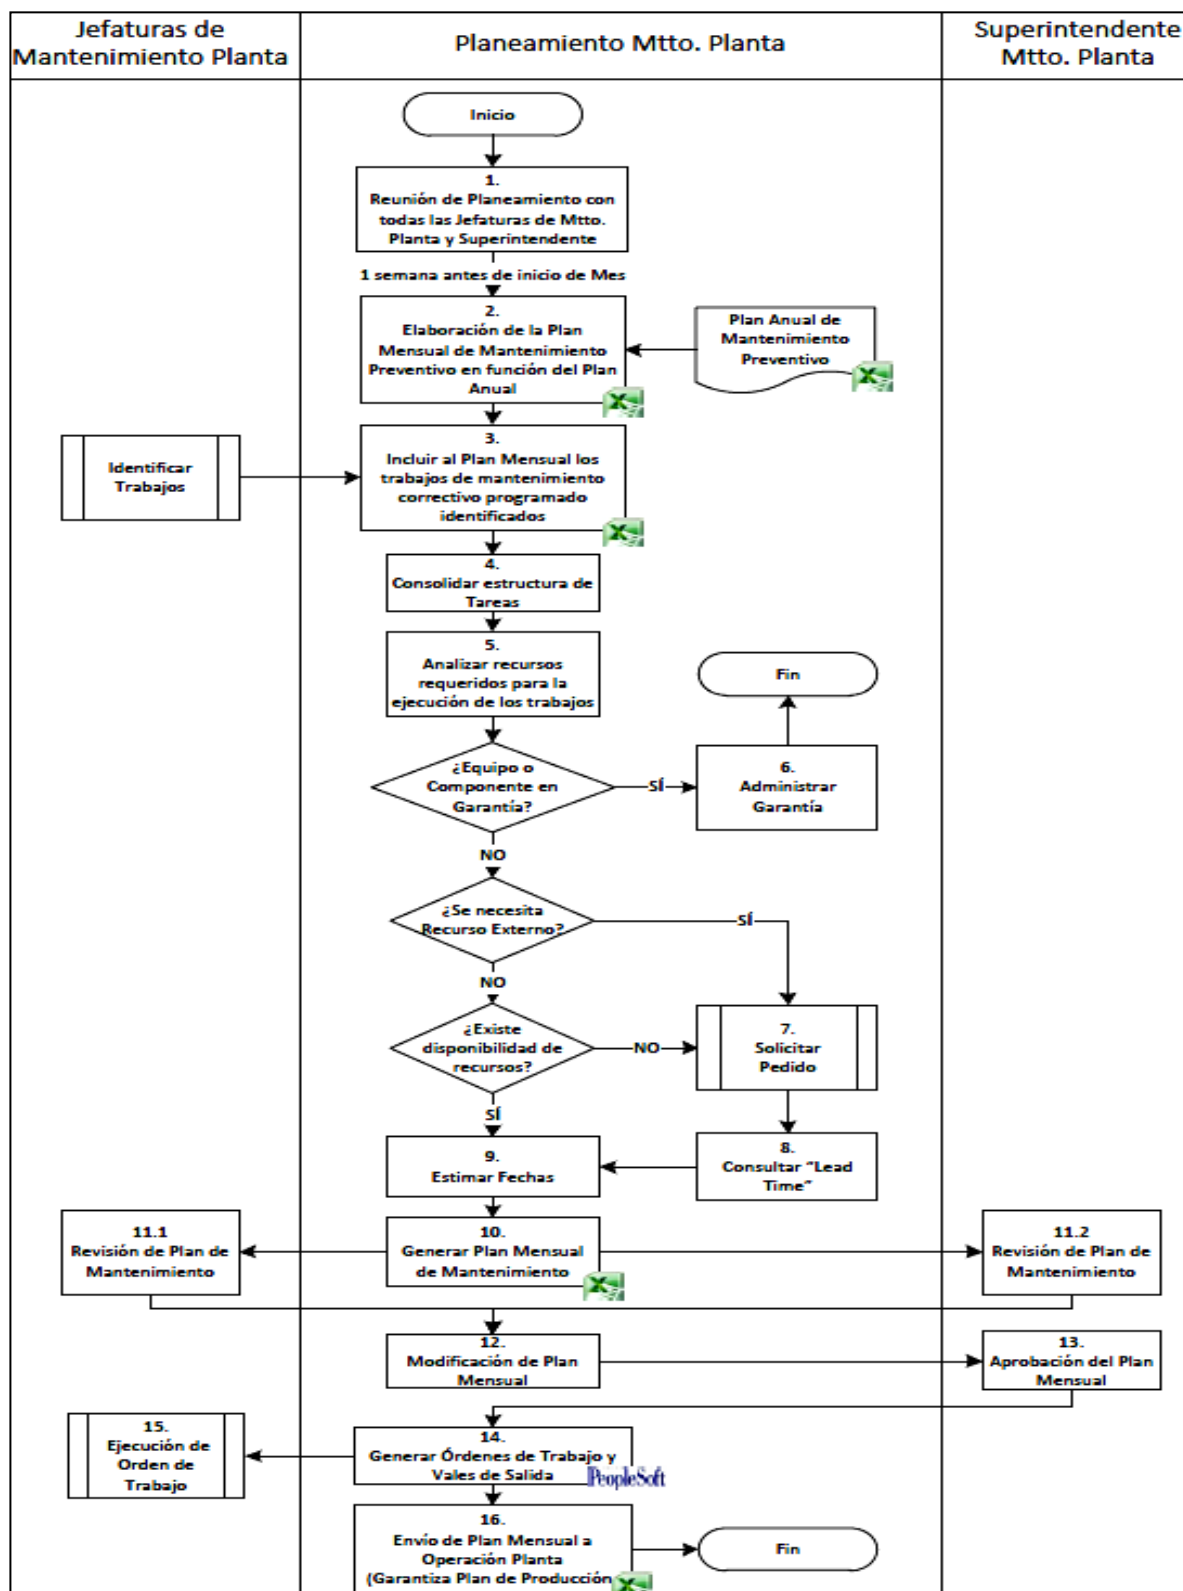 Jefaturas de
Mantenimiento Planta
Planeamiento Mtto. Planta
Superintendente
Mtto. Planta
Inicio
1.
Reunión de Planeamiento con
todas las Jefaturas de Mtto.
Planta y Superintendente
1 semana antes de inicio de Mes
2.
Elaboración de la Plan
Mensual de Mantenimiento
Preventivo en función del Plan
Anual
Plan Anual de
Mantenimiento
Preventivo
Identificar
Trabajos
3.
Incluir al Plan Mensual los
trabajos de mantenimiento
correctivo programado
identificados
4.
Consolidar estructura de
Tareas
5.
Analizar recursos
requeridos para la
ejecución de los trabajos
Fin
¿Equipo o
Componente en
Garantía?
SÍ
6.
Administrar
Garantía
NO
¿Se necesita
Recurso Externo?
SÍ
NO
¿Existe
disponibilidad de
recursos?
NO
7.
Solicitar
Pedido
SÍ
9.
Estimar Fechas
8.
Consultar "Lead
Time"
11.1
Revisión de Plan de
Mantenimiento
10.
Generar Plan Mensual
de Mantenimiento
11.2
Revisión de Plan de
Mantenimiento
12.
Modificación de Plan
Mensual
13.
Aprobación del Plan
Mensual
15.
Ejecución de
Orden de
Trabajo
14.
Generar Órdenes de Trabajo y
Vales de Salida
PeopleSoft
16.
Envío de Plan Mensual a
Operación Planta
(Garantiza Plan de Producción
Fin